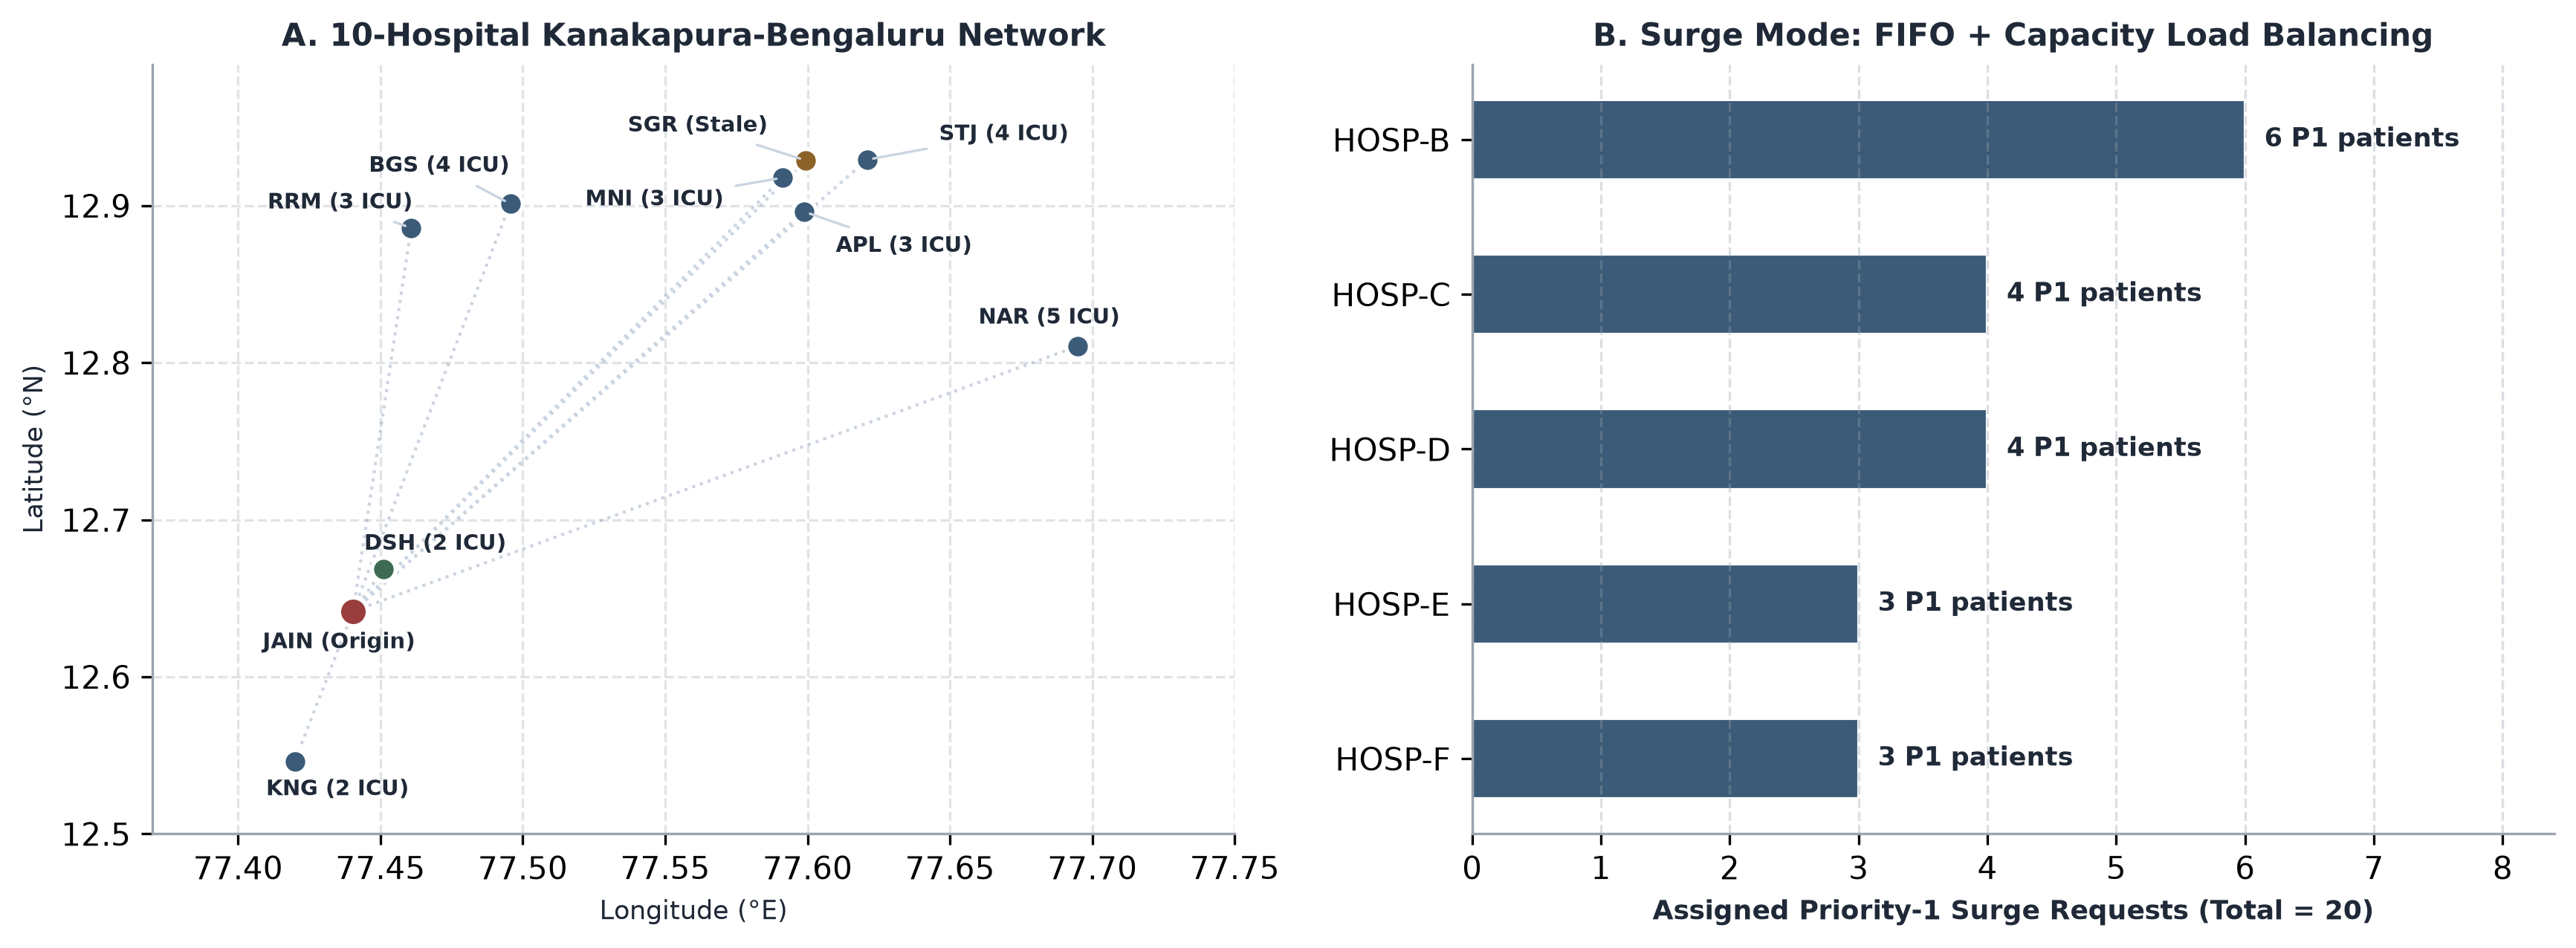 A. 10-Hospital Kanakapura-Bengaluru Network
SGR (Stale)
STJ (4 ICU)
BGS (4 ICU)
MNI (3 ICU)
RRM (3 ICU)
APL (3 ICU)
NAR (5 ICU)
DSH (2 ICU)
JAIN (Origin)
KNG (2 ICU)
Latitude (°N)
12.9
12.8
12.7
12.6
12.5
77.40 77.45 77.50 77.55 77.60 77.65 77.70 77.75
Longitude (°E)
B. Surge Mode: FIFO + Capacity Load Balancing
HOSP-B 6 P1 patients
HOSP-C 4 P1 patients
HOSP-D 4 P1 patients
HOSP-E 3 P1 patients
HOSP-F 3 P1 patients
0 1 2 3 4 5 6 7 8
Assigned Priority-1 Surge Requests (Total = 20)